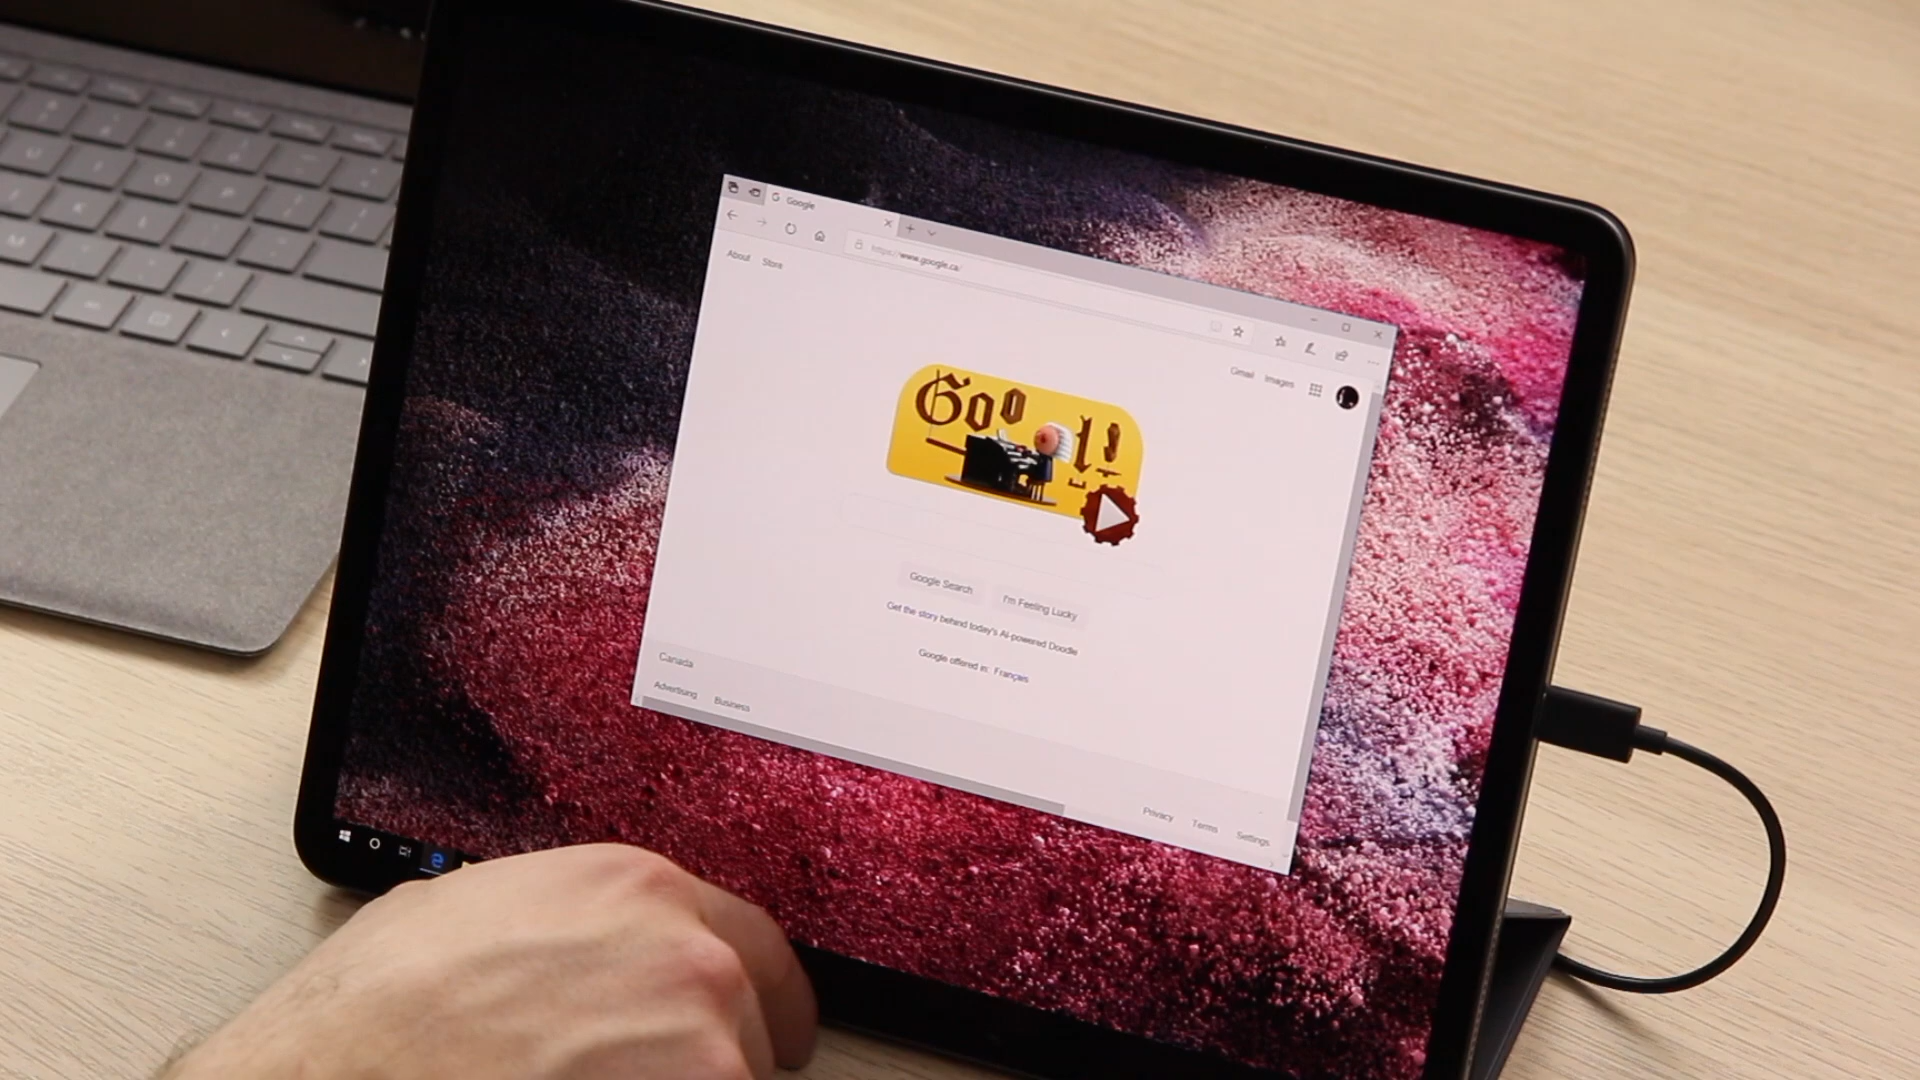 Google
https://www.google.ca/
About Store
Gmail Images
Goo l!
Google Search I'm Feeling Lucky
Get the story behind today's AI-powered Doodle
Google offered in: Français
Canada
Advertising Business
Privacy Terms Settings